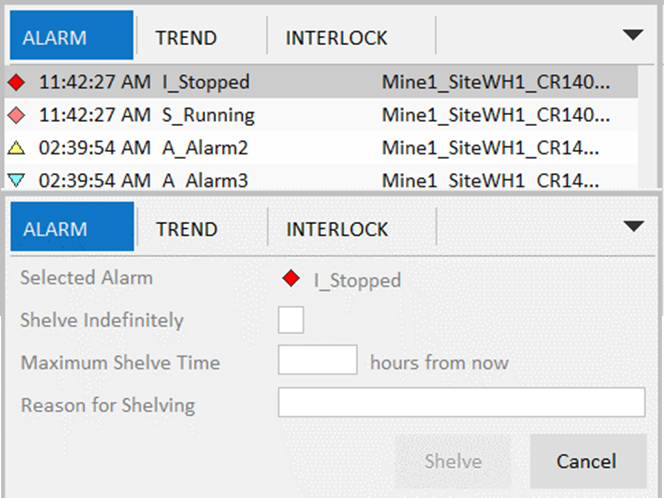 ALARM TREND INTERLOCK
11:42:27 AM I_Stopped Mine1_SiteWH1_CR140...
11:42:27 AM S_Running Mine1_SiteWH1_CR140...
02:39:54 AM A_Alarm2 Mine1_SiteWH1_CR14...
02:39:54 AM A_Alarm3 Mine1_SiteWH1_CR14...
ALARM TREND INTERLOCK
Selected Alarm I_Stopped
Shelve Indefinitely
Maximum Shelve Time hours from now
Reason for Shelving
Shelve Cancel